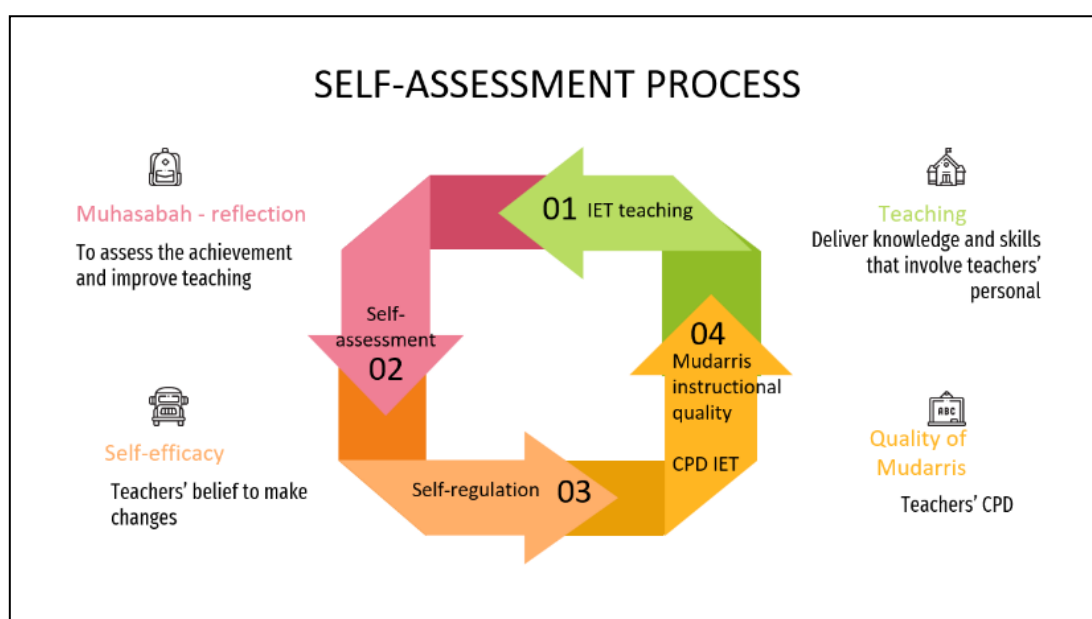 SELF-ASSESSMENT PROCESS
Muhasabah - reflection
To assess the achievement
and improve teaching
01 IET teaching
Teaching
Deliver knowledge and skills
that involve teachers'
personal
Self-
assessment
02
04
Mudarris
instructional
quality
CPD IET
ABC
Self-efficacy
Teachers' belief to make
changes
Self-regulation 03
Quality of
Mudarris
Teachers' CPD